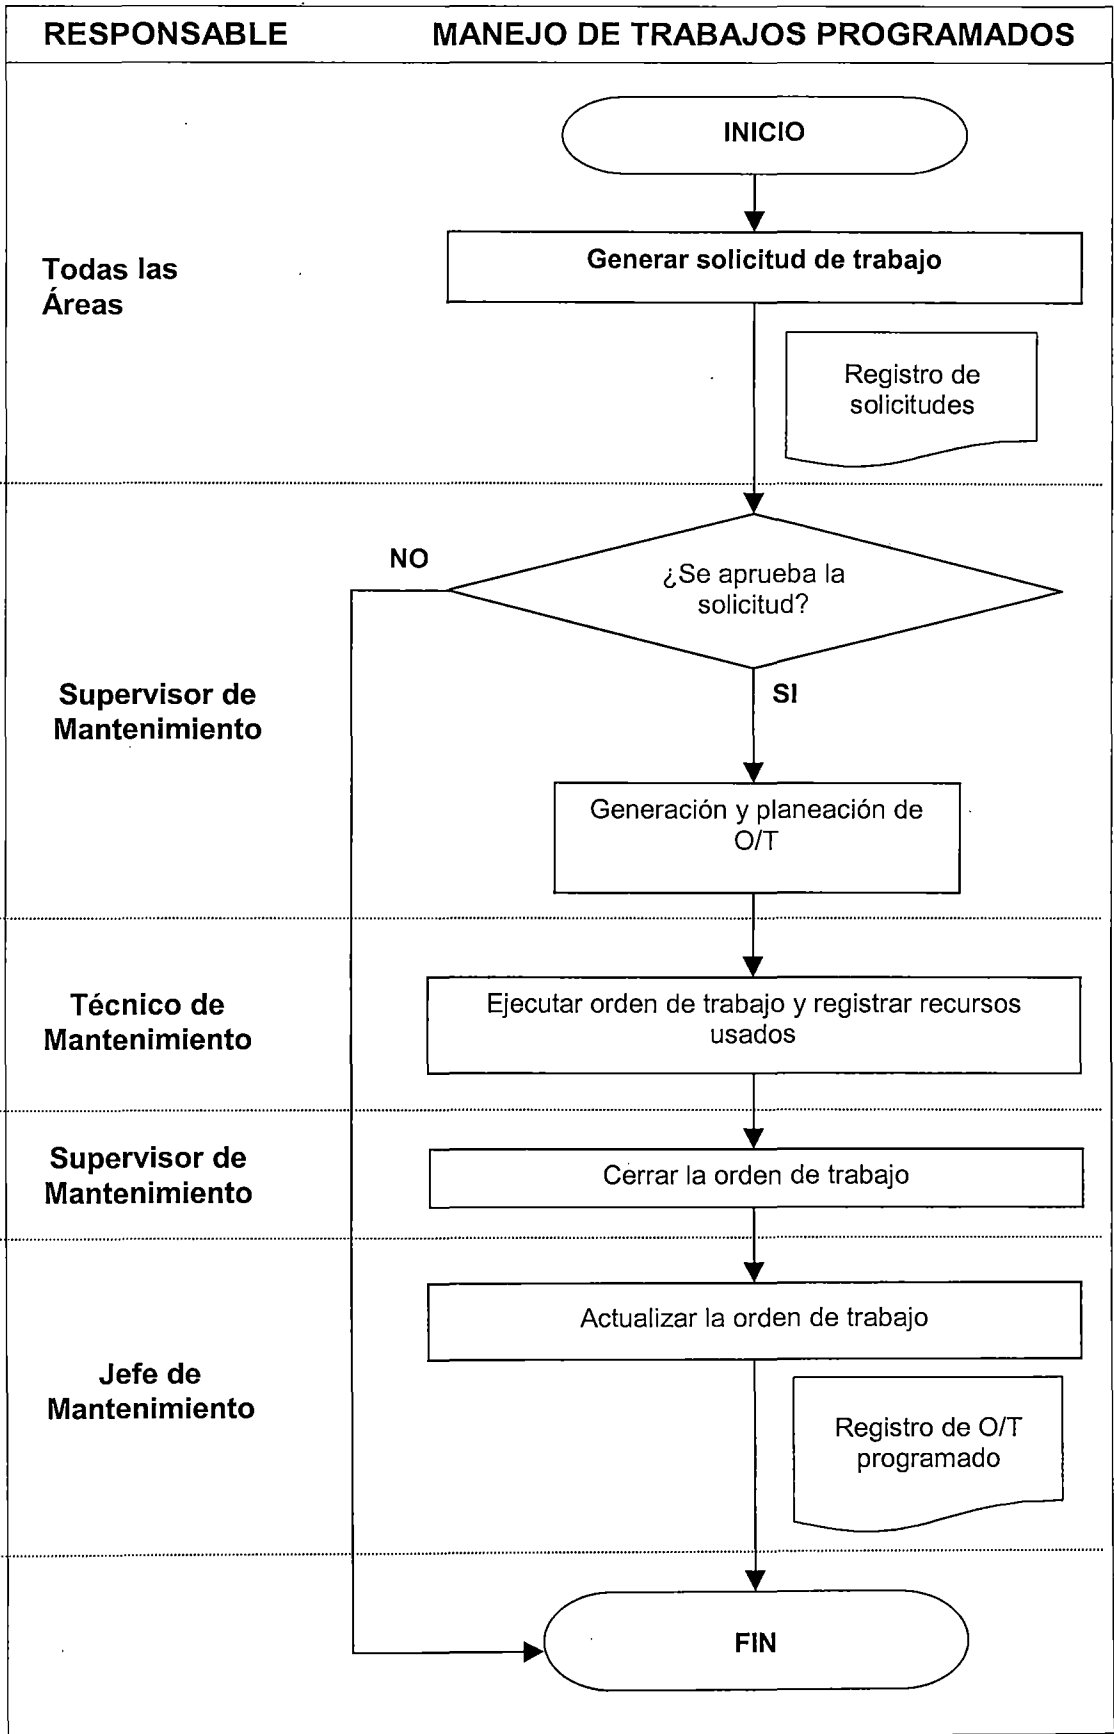 RESPONSABLE
MANEJO DE TRABAJOS PROGRAMADOS
INICIO
Todas las
Áreas
Generar solicitud de trabajo
Registro de
solicitudes
NO
¿Se aprueba la
solicitud?
Supervisor de
Mantenimiento
SI
Generación y planeación de
O/T
Técnico de
Mantenimiento
Ejecutar orden de trabajo y registrar recursos
usados
Supervisor de
Mantenimiento
Cerrar la orden de trabajo
Actualizar la orden de trabajo
Jefe de
Mantenimiento
Registro de O/T
programado
FIN